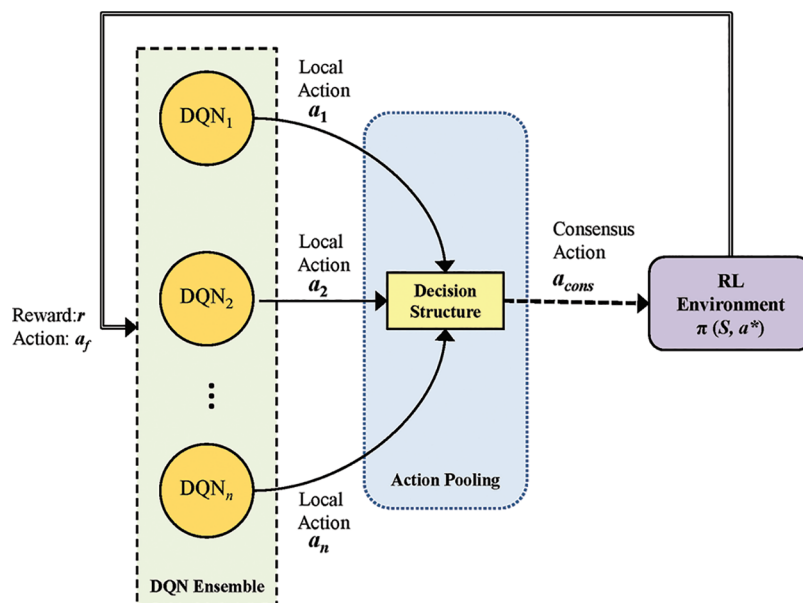 Local
Action
a1
DQN1
Local
Action
a2
DQN2
Consensus
Action
acons
Decision
Structure
RL
Environment
π (S, a*)
Reward:r
Action: af
...
DQNn
Local
Action
an
Action Pooling
DQN Ensemble